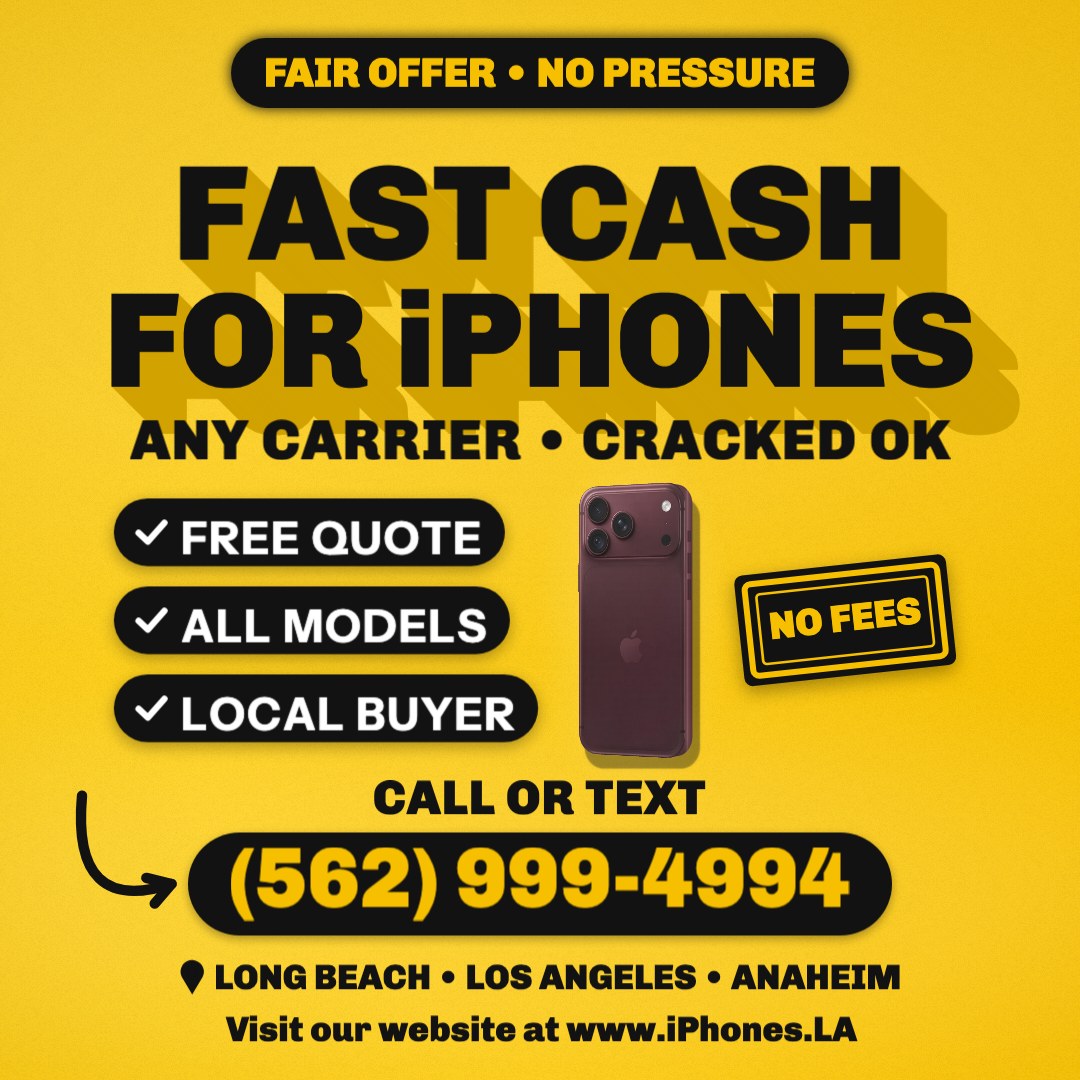 FAIR OFFER • NO PRESSURE
FAST CASH
FOR iPHONES
ANY CARRIER • CRACKED OK
FREE QUOTE
ALL MODELS
LOCAL BUYER
NO FEES
CALL OR TEXT
(562) 999-4994
LONG BEACH • LOS ANGELES • ANAHEIM
Visit our website at www.iPhones.LA